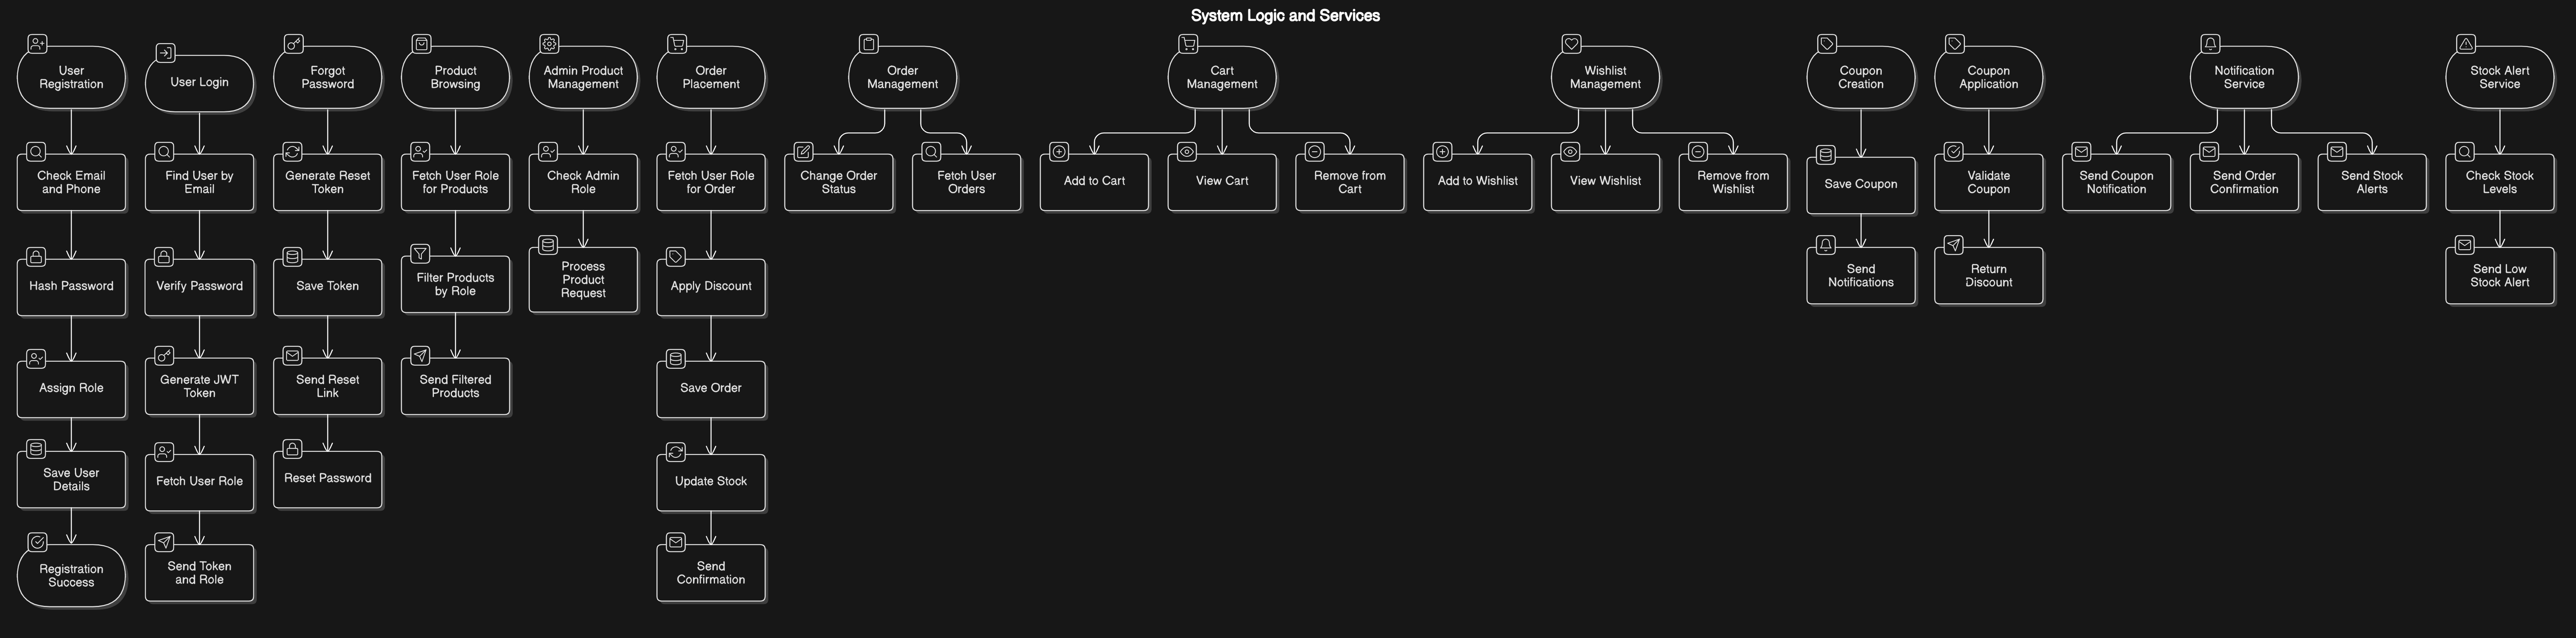 System Logic and Services
User
Registration
Check Email
and Phone
Hash Password
Assign Role
Save User
Details
Registration
Success
User Login
Find User by
Email
Verify Password
Generate JWT
Token
Fetch User Role
Send Token
and Role
Forgot
Password
Generate Reset
Token
Save Token
Send Reset
Link
Reset Password
Product
Browsing
Fetch User Role
for Products
Filter Products
by Role
Send Filtered
Products
Admin Product
Management
Check Admin
Role
Process
Product
Request
Order
Placement
Fetch User Role
for Order
Apply Discount
Save Order
Update Stock
Send
Confirmation
Order
Management
Change Order
Status
Fetch User
Orders
Cart
Management
Add to Cart
View Cart
Remove from
Cart
Wishlist
Management
Add to Wishlist
View Wishlist
Remove from
Wishlist
Coupon
Creation
Save Coupon
Send
Notifications
Coupon
Application
Validate
Coupon
Return
Discount
Notification
Service
Send Coupon
Notification
Send Order
Confirmation
Send Stock
Alerts
Stock Alert
Service
Check Stock
Levels
Send Low
Stock Alert